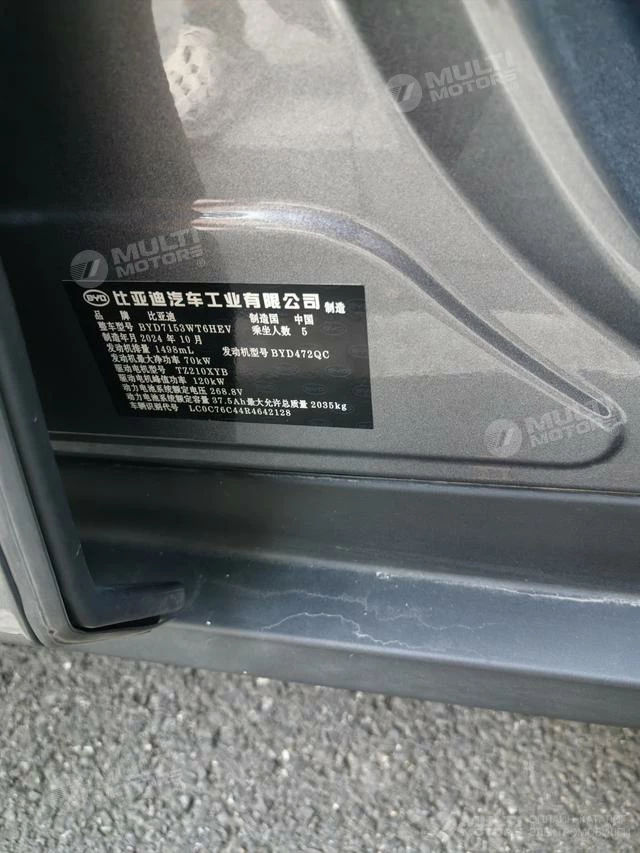 MULTI
MOTORS
MULTI
MOTORS
BYD 比亚迪汽车工业有限公司 制造
品 牌 比亚迪 制造国 中国
整车型号 BYD7153WT6HEV 乘坐人数 5
制造年月 2024 年 10 月
发动机排量 1498mL 发动机型号 BYD472QC
发动机最大净功率 70kW
驱动电机型号 TZ210XYB
驱动电机峰值功率 120kW
动力电池系统额定电压 268.8V
动力电池系统额定容量 37.5Ah 最大允许总质量 2035kg
车辆识别代号 LC0C76C44R4642128
MULTI
MOTORS
MULTI
MOTORS